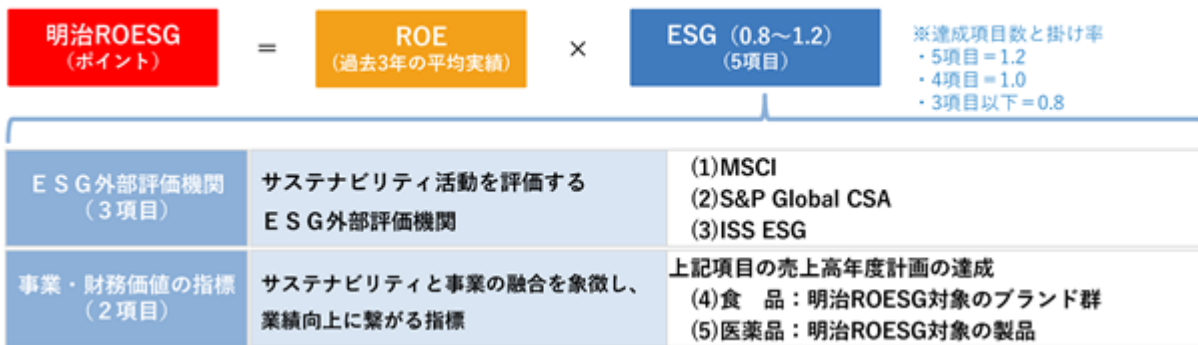 明治ROESG
(ポイント)
=
ROE
(過去3年の平均実績)
×
ESG (0.8~1.2)
(5項目)
※達成項目数と掛け率
・5項目=1.2
・4項目=1.0
・3項目以下=0.8
ESG外部評価機関
(3項目)
サステナビリティ活動を評価する
ESG外部評価機関
(1)MSCI
(2)S&P Global CSA
(3)ISS ESG
事業・財務価値の指標
(2項目)
サステナビリティと事業の融合を象徴し、
業績向上に繋がる指標
上記項目の売上高年度計画の達成
(4)食 品:明治ROESG対象のブランド群
(5)医薬品:明治ROESG対象の製品